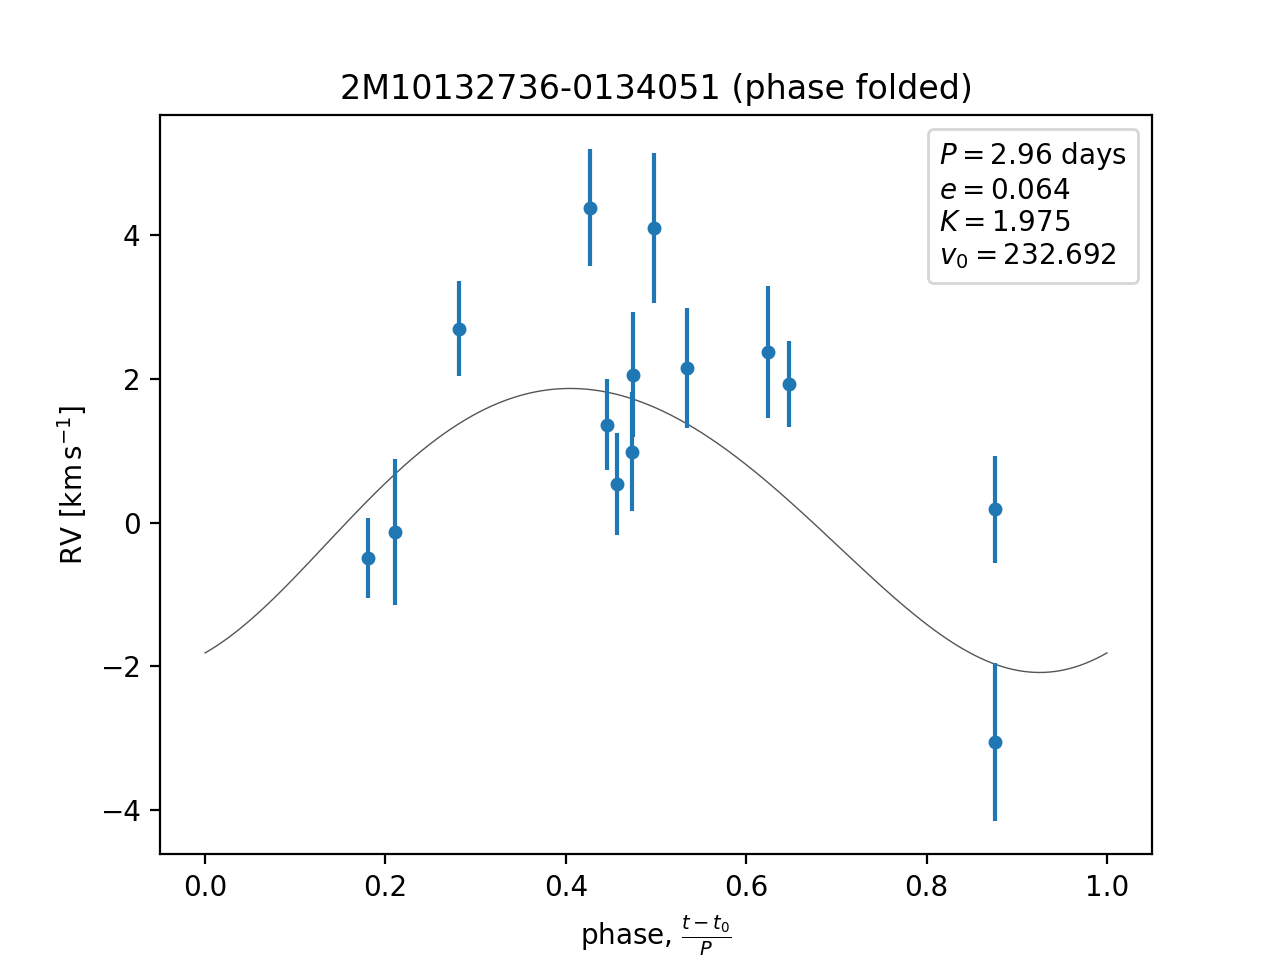 2M10132736-0134051 (phase folded)
P = 2.96 days
e = 0.064
K = 1.975
v₀ = 232.692
4
2
0
−2
−4
RV [km s⁻¹]
0.0 0.2 0.4 0.6 0.8 1.0
phase, (t − t₀)/P